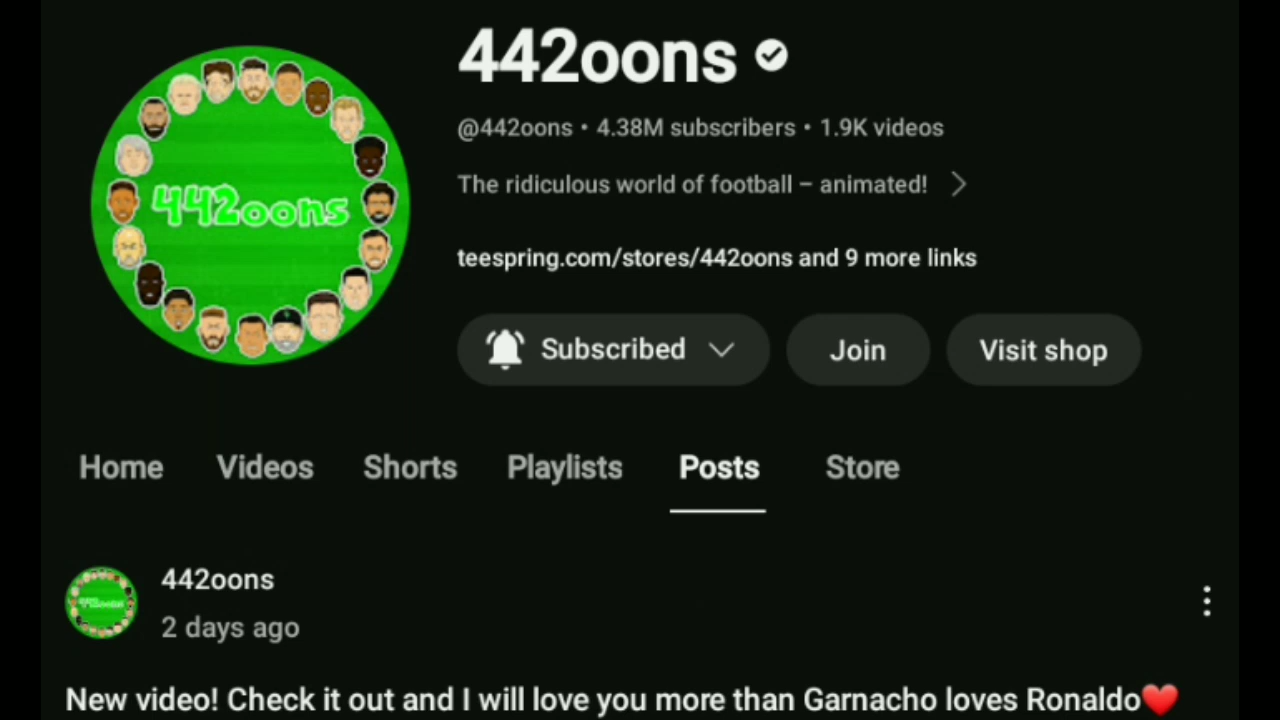 442oons
@442oons • 4.38M subscribers • 1.9K videos
The ridiculous world of football – animated!
442oons
teespring.com/stores/442oons and 9 more links
Subscribed
Join
Visit shop
Home
Videos
Shorts
Playlists
Posts
Store
442oons
442oons
2 days ago
New video! Check it out and I will love you more than Garnacho loves Ronaldo❤️